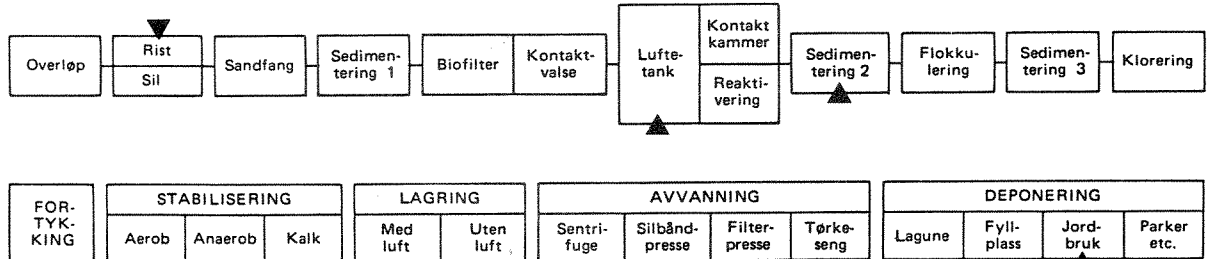 Overløp
Rist
Sil
Sandfang
Sedimen-
tering 1
Biofilter
Kontakt-
valse
Lufte-
tank
Kontakt
kammer
Reakti-
vering
Sedimen-
tering 2
Flokku-
lering
Sedimen-
tering 3
Klorering
FOR-
TYK-
KING
STABILISERING
Aerob
Anaerob
Kalk
LAGRING
Med
luft
Uten
luft
AVVANNING
Sentri-
fuge
Silbånd-
presse
Filter-
presse
Tørke-
seng
DEPONERING
Lagune
Fyll-
plass
Jord-
bruk
Parker
etc.